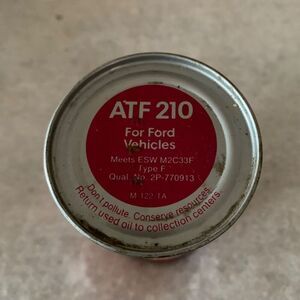 ATF 210
For Ford
Vehicles
Meets ESW M2C33F
Type F
Qual. No. 2P-770913
M-122-TA
Don't pollute. Conserve resources.
Return used oil to collection centers.